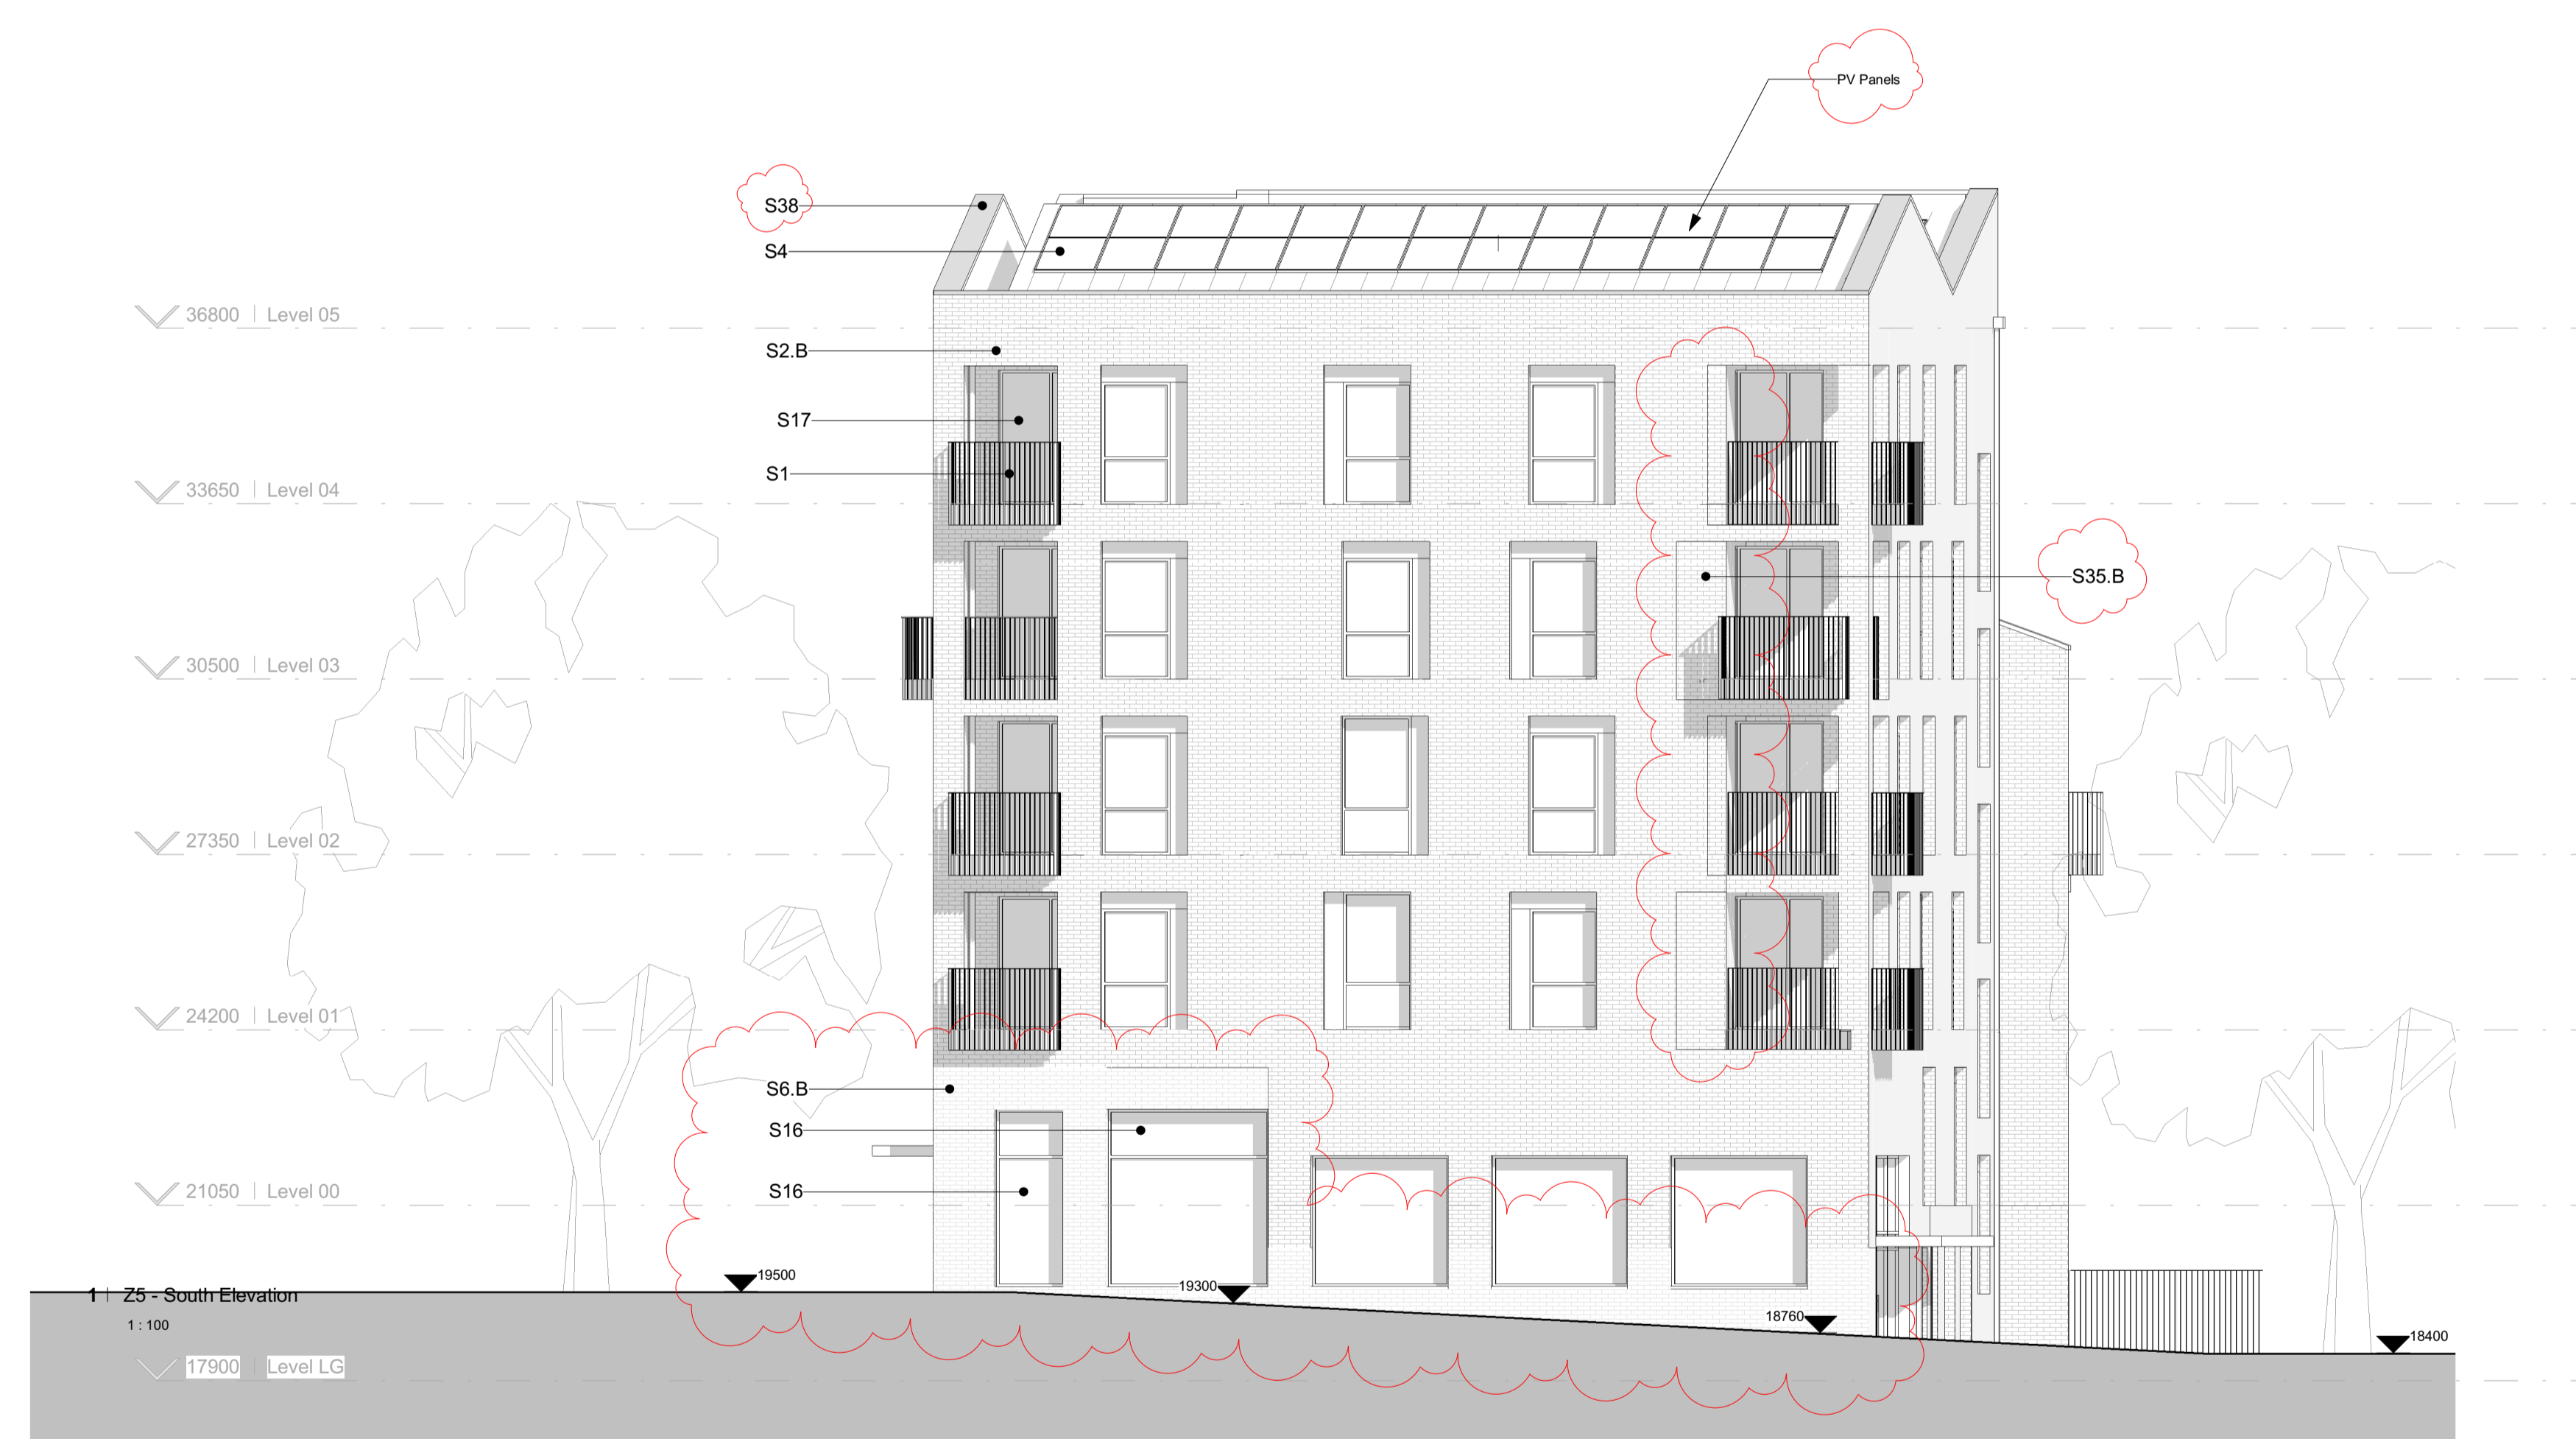 PV Panels
S38
S4
36800 | Level 05
S2.B
S17
S1
33650 | Level 04
S35.B
30500 | Level 03
27350 | Level 02
24200 | Level 01
S6.B
S16
21050 | Level 00
S16
19500
19300
18760
18400
1 | Z5 - South Elevation
1 : 100
17900 | Level LG